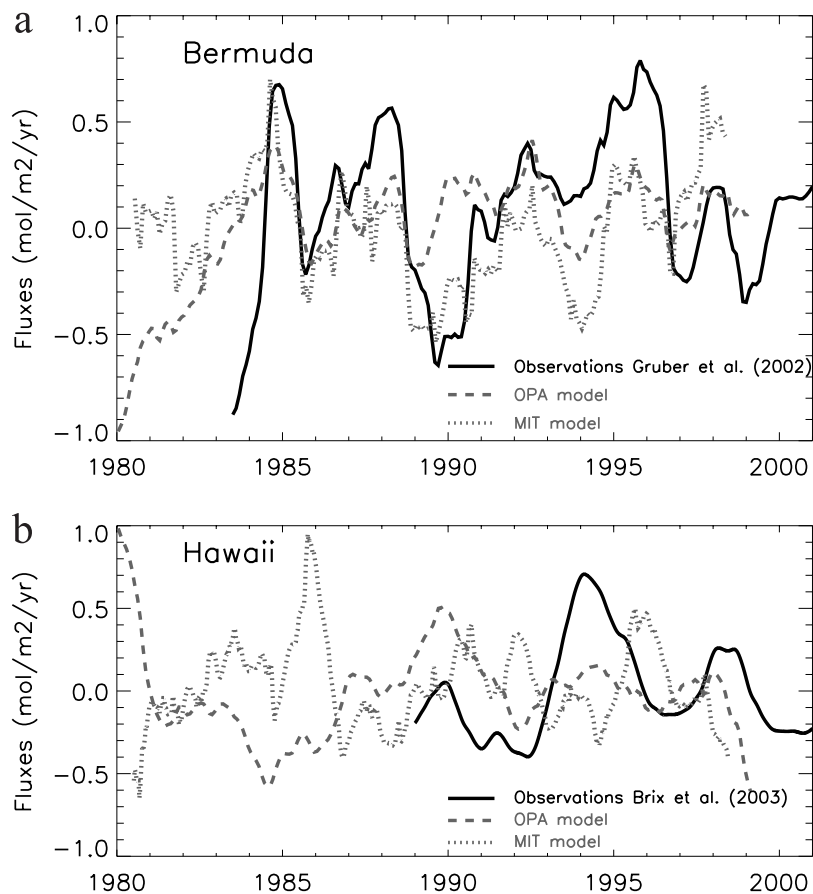 a
Bermuda
Fluxes (mol/m2/yr)
1.0
0.5
0.0
−0.5
−1.0
Observations Gruber et al. (2002)
OPA model
MIT model
1980
1985
1990
1995
2000
b
Hawaii
Fluxes (mol/m2/yr)
1.0
0.5
0.0
−0.5
−1.0
Observations Brix et al. (2003)
OPA model
MIT model
1980
1985
1990
1995
2000